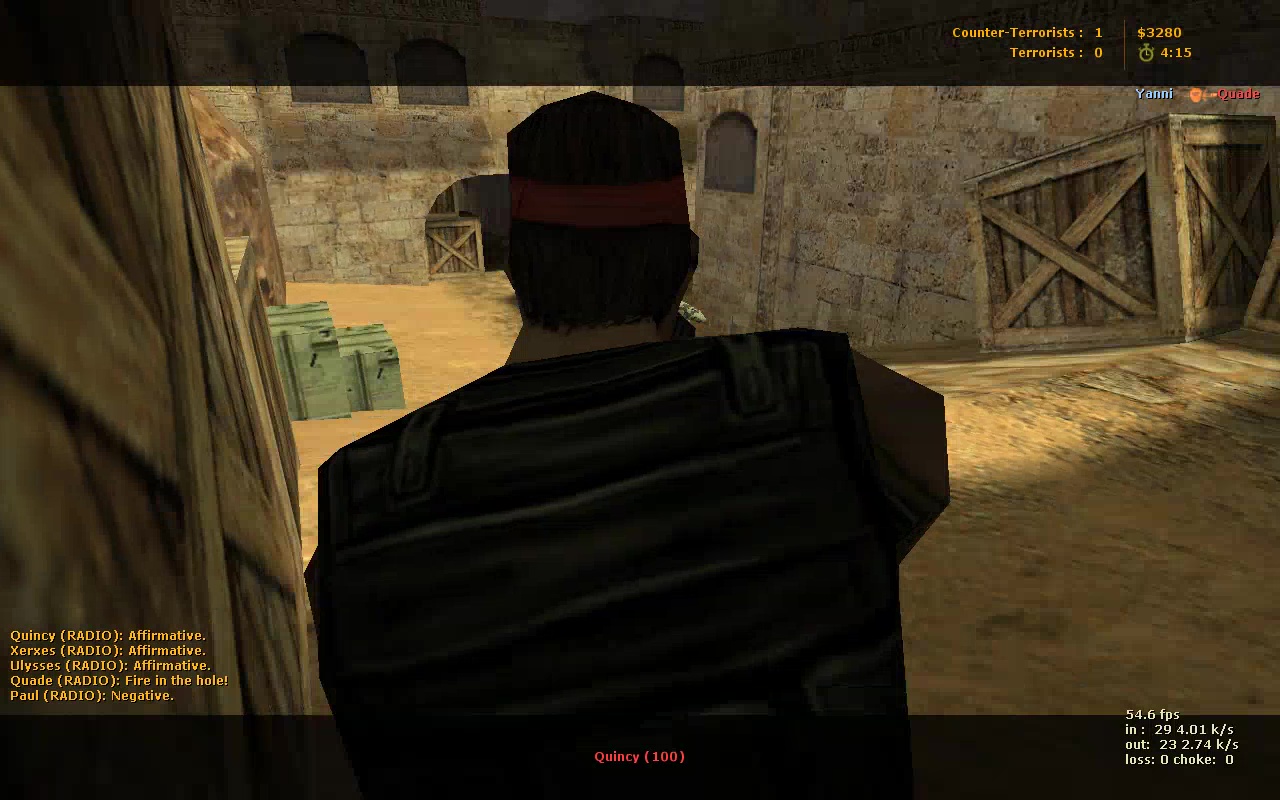 Counter-Terrorists : 1 $3280
Terrorists : 0 4:15
Yanni Quade
Quincy (RADIO): Affirmative.
Xerxes (RADIO): Affirmative.
Ulysses (RADIO): Affirmative.
Quade (RADIO): Fire in the hole!
Paul (RADIO): Negative.
54.6 fps
in : 29 4.01 k/s
out: 23 2.74 k/s
loss: 0 choke: 0
Quincy (100)